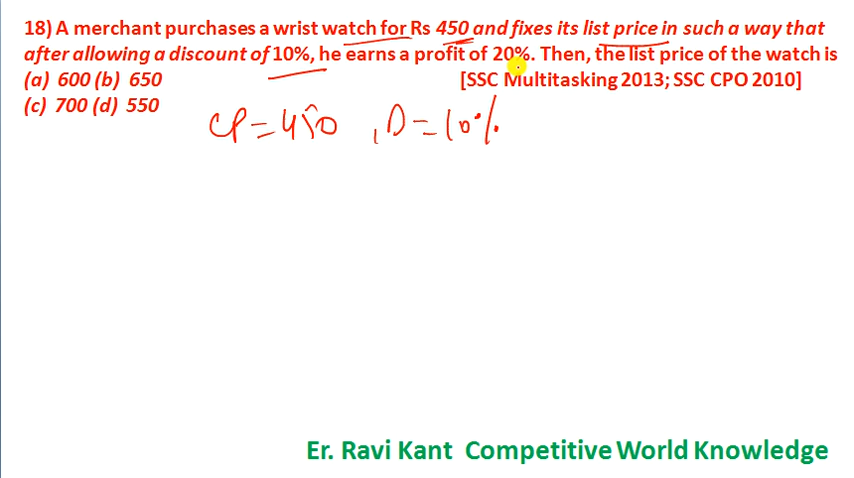 18) A merchant purchases a wrist watch for Rs 450 and fixes its list price in such a way that
after allowing a discount of 10%, he earns a profit of 20%. Then, the list price of the watch is
(a) 600 (b) 650 [SSC Multitasking 2013; SSC CPO 2010]
(c) 700 (d) 550
CP = 450 , D = 10%
Er. Ravi Kant Competitive World Knowledge